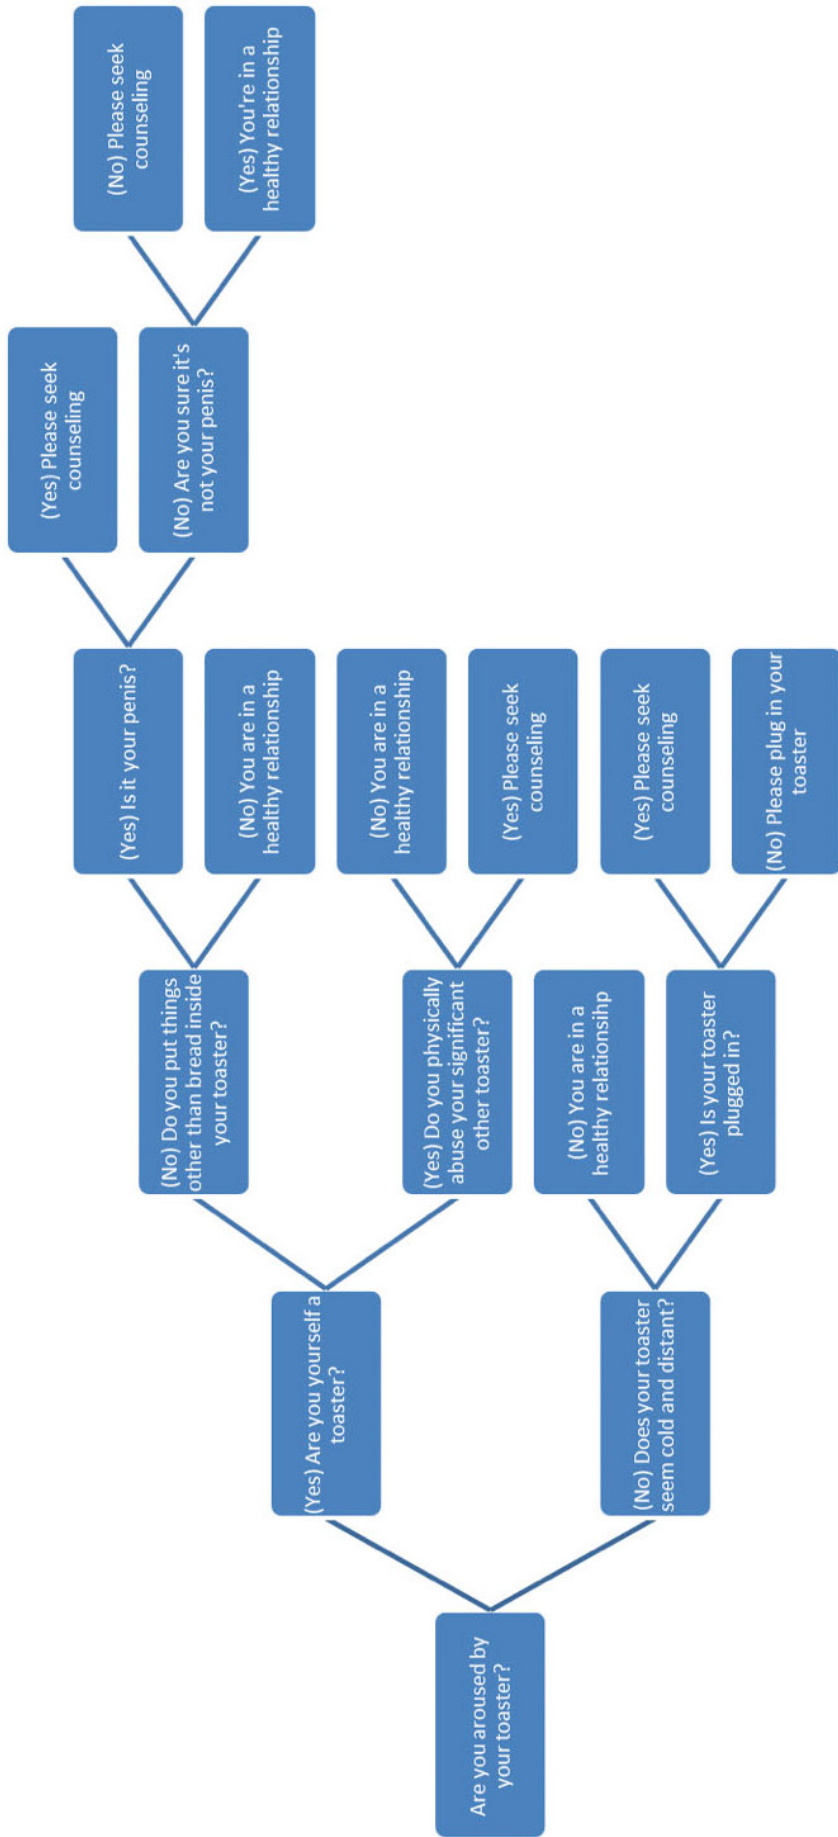 Are you aroused by
your toaster?
(Yes) Are you yourself a
toaster?
(No) Do you put things
other than bread inside
your toaster?
(Yes) Is it your penis?
(Yes) Please seek
counseling
(No) Are you sure it's
not your penis?
(No) Please seek
counseling
(Yes) You're in a
healthy relationship
(No) You are in a
healthy relationship
(Yes) Do you physically
abuse your significant
other toaster?
(No) You are in a
healthy relationship
(Yes) Please seek
counseling
(No) Does your toaster
seem cold and distant?
(No) You are in a
healthy relationsihp
(Yes) Is your toaster
plugged in?
(Yes) Please seek
counseling
(No) Please plug in your
toaster